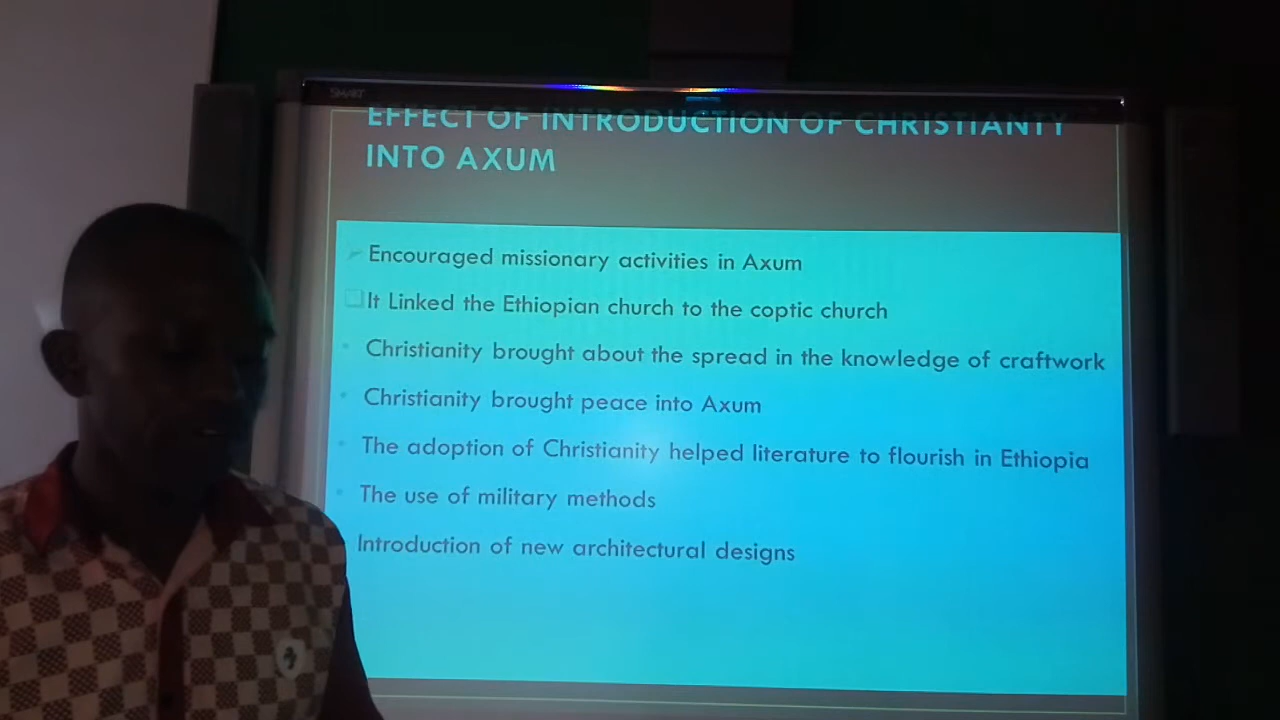 SMART
EFFECT OF INTRODUCTION OF CHRISTIANTY
INTO AXUM
Encouraged missionary activities in Axum
It Linked the Ethiopian church to the coptic church
Christianity brought about the spread in the knowledge of craftwork
Christianity brought peace into Axum
The adoption of Christianity helped literature to flourish in Ethiopia
The use of military methods
Introduction of new architectural designs